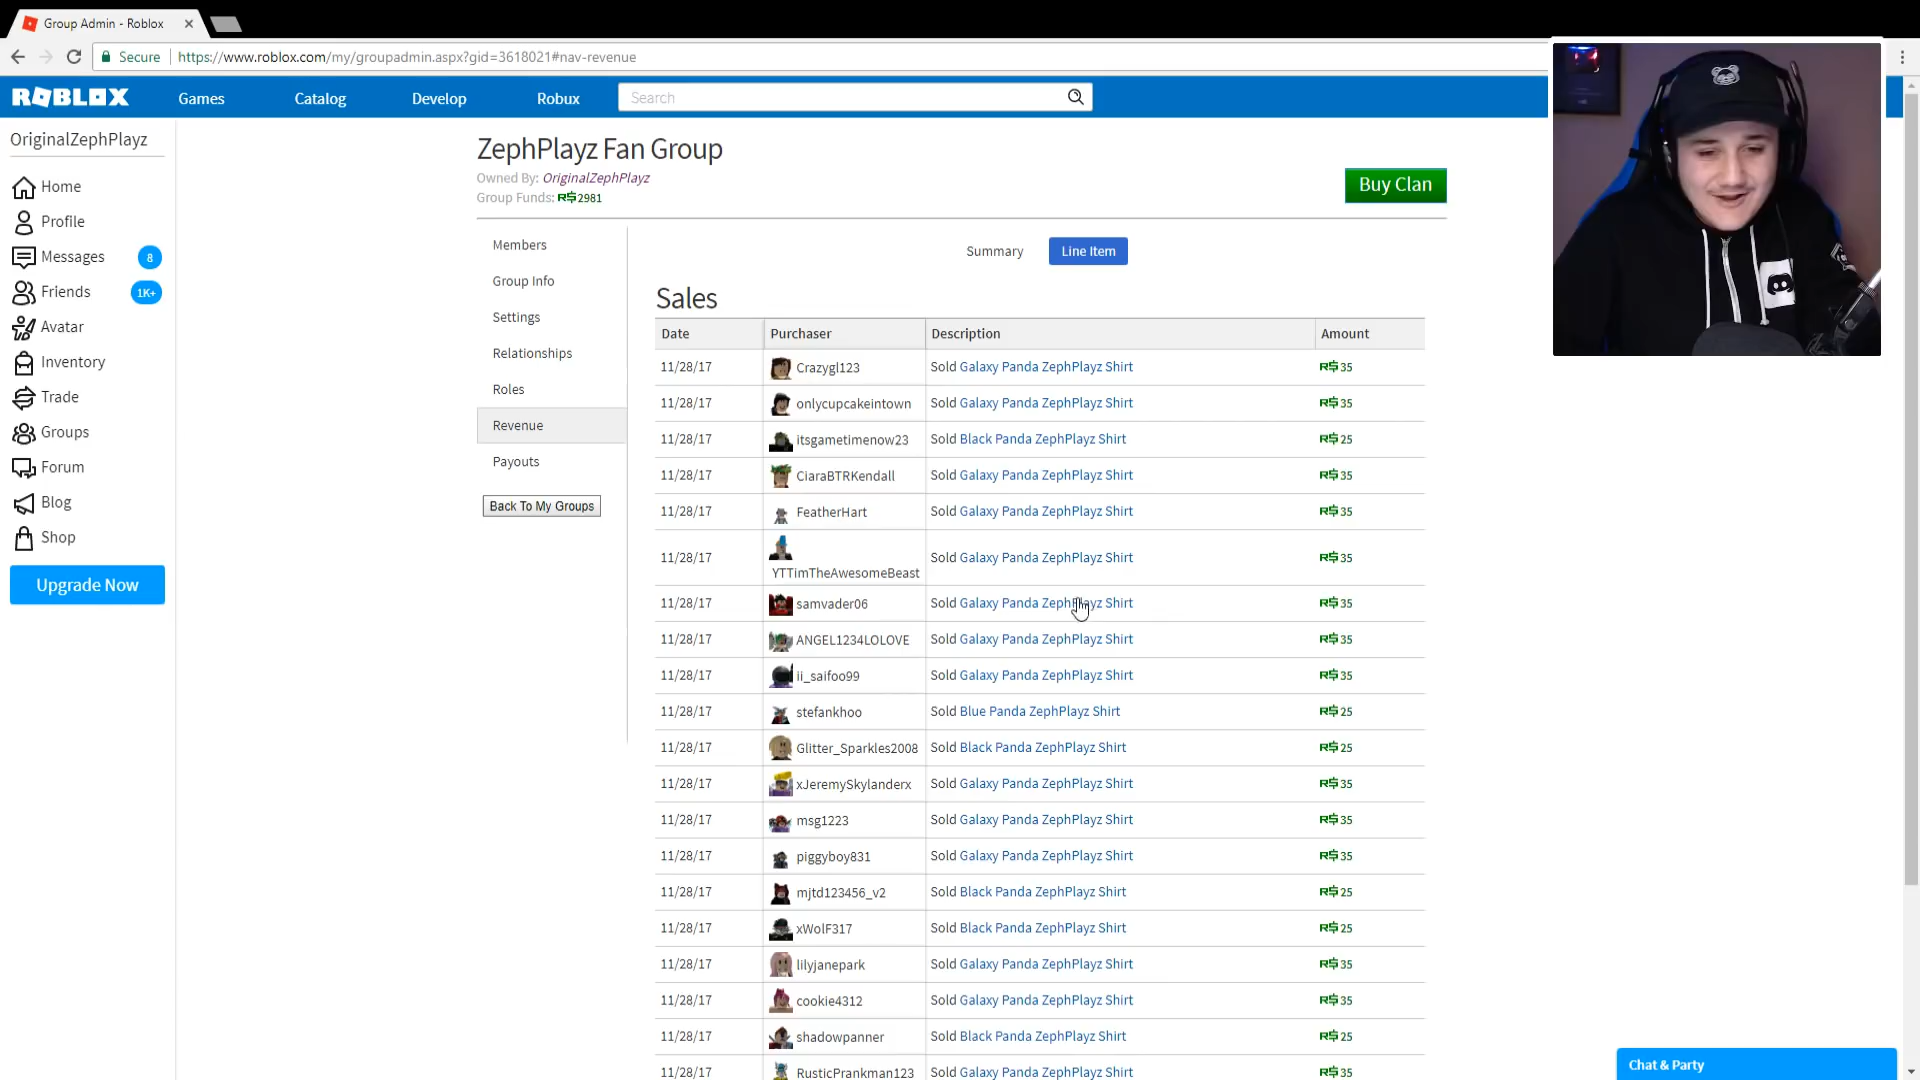 Group Admin - Roblox
Secure https://www.roblox.com/my/groupadmin.aspx?gid=3618021#nav-revenue
ROBLOX Games Catalog Develop Robux Search
OriginalZephPlayz
Home
Profile
Messages 8
Friends 1K+
Avatar
Inventory
Trade
Groups
Forum
Blog
Shop
Upgrade Now
ZephPlayz Fan Group
Owned By: OriginalZephPlayz
Group Funds: R$2981
Buy Clan
Members
Group Info
Settings
Relationships
Roles
Revenue
Payouts
Back To My Groups
Summary Line Item
Sales
Date Purchaser Description Amount
11/28/17 Crazygl123 Sold Galaxy Panda ZephPlayz Shirt R$35
11/28/17 onlycupcakeintown Sold Galaxy Panda ZephPlayz Shirt R$35
11/28/17 itsgametimenow23 Sold Black Panda ZephPlayz Shirt R$25
11/28/17 CiaraBTRKendall Sold Galaxy Panda ZephPlayz Shirt R$35
11/28/17 FeatherHart Sold Galaxy Panda ZephPlayz Shirt R$35
11/28/17 YTTimTheAwesomeBeast Sold Galaxy Panda ZephPlayz Shirt R$35
11/28/17 samvader06 Sold Galaxy Panda ZephPlayz Shirt R$35
11/28/17 ANGEL1234LOLOVE Sold Galaxy Panda ZephPlayz Shirt R$35
11/28/17 ii_saifoo99 Sold Galaxy Panda ZephPlayz Shirt R$35
11/28/17 stefankhoo Sold Blue Panda ZephPlayz Shirt R$25
11/28/17 Glitter_Sparkles2008 Sold Black Panda ZephPlayz Shirt R$25
11/28/17 xJeremySkylanderx Sold Galaxy Panda ZephPlayz Shirt R$35
11/28/17 msg1223 Sold Galaxy Panda ZephPlayz Shirt R$35
11/28/17 piggyboy831 Sold Galaxy Panda ZephPlayz Shirt R$35
11/28/17 mjtd123456_v2 Sold Black Panda ZephPlayz Shirt R$25
11/28/17 xWolF317 Sold Black Panda ZephPlayz Shirt R$25
11/28/17 lilyjanepark Sold Galaxy Panda ZephPlayz Shirt R$35
11/28/17 cookie4312 Sold Galaxy Panda ZephPlayz Shirt R$35
11/28/17 shadowpanner Sold Black Panda ZephPlayz Shirt R$25
11/28/17 RusticPrankman123 Sold Galaxy Panda ZephPlayz Shirt R$35
Chat & Party